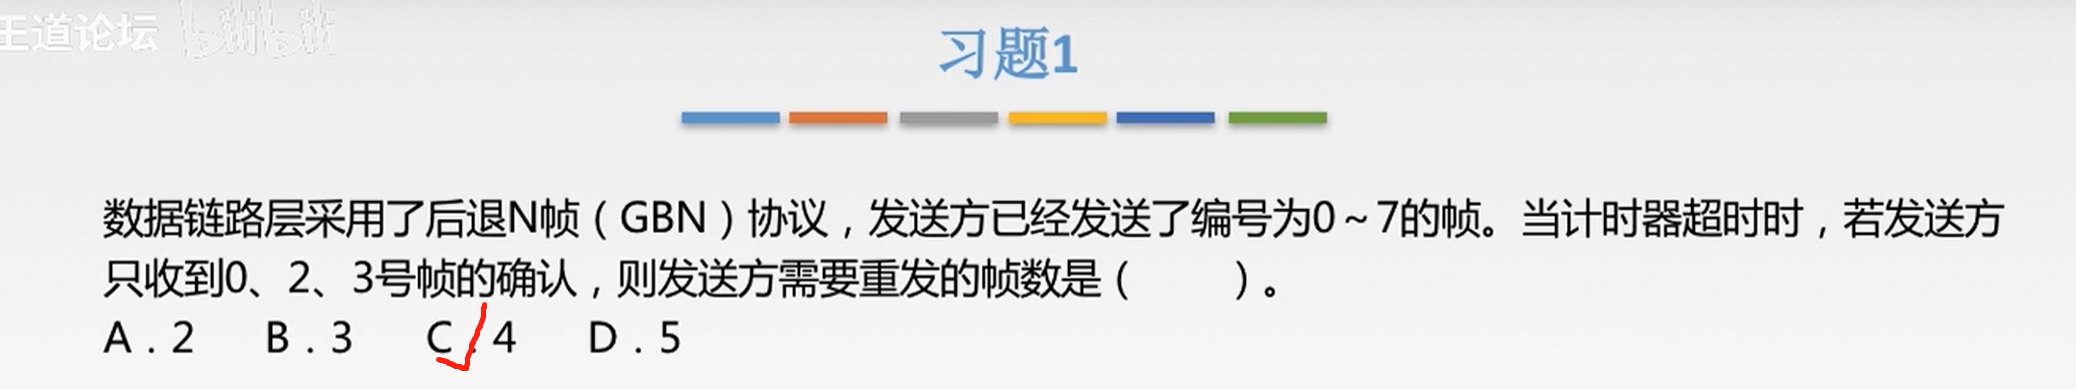 王道论坛 bilibili
习题1
数据链路层采用了后退N帧（GBN）协议，发送方已经发送了编号为0～7的帧。当计时器超时时，若发送方
只收到0、2、3号帧的确认，则发送方需要重发的帧数是（　　）。
A．2　B．3　C．4　D．5